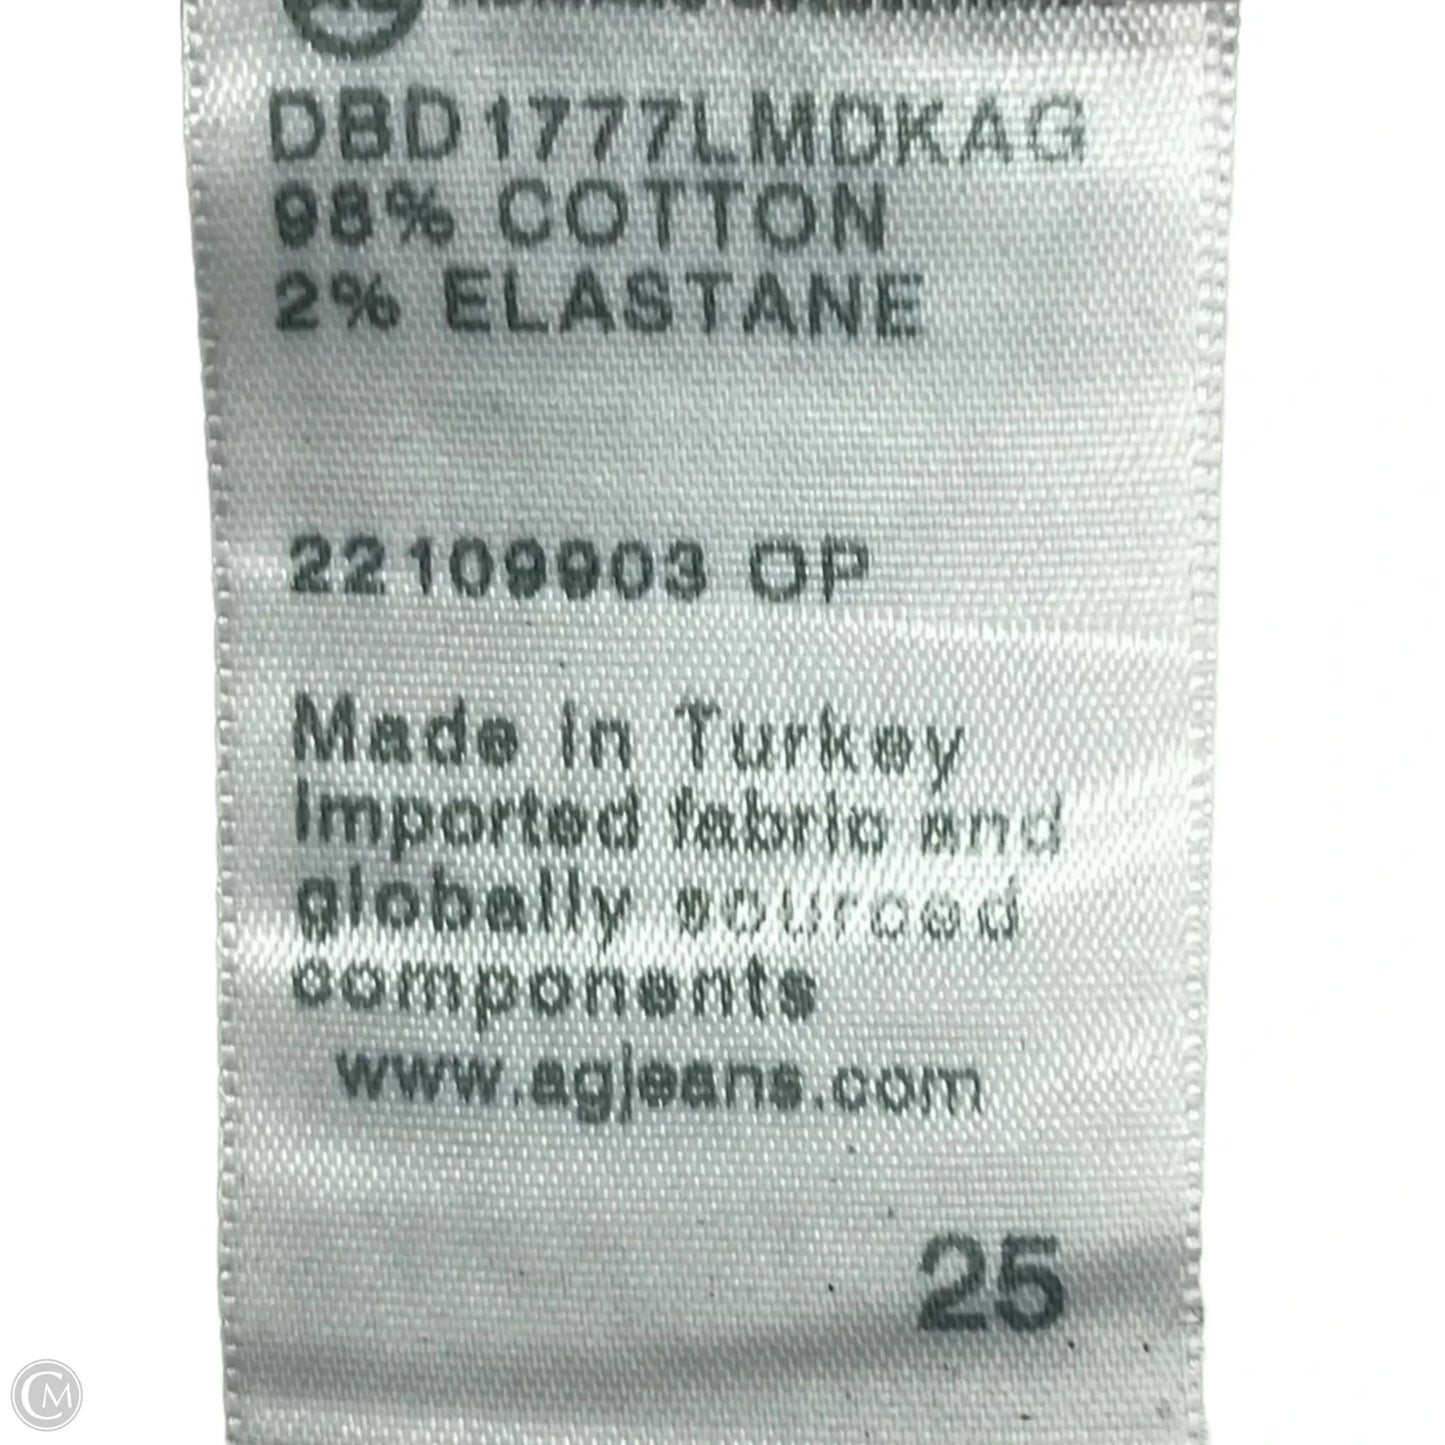 DBD1777LMDKAG
98% COTTON
2% ELASTANE
22109903 OP
Made in Turkey
Imported fabric and
globally sourced
components
www.agjeans.com
25
CM